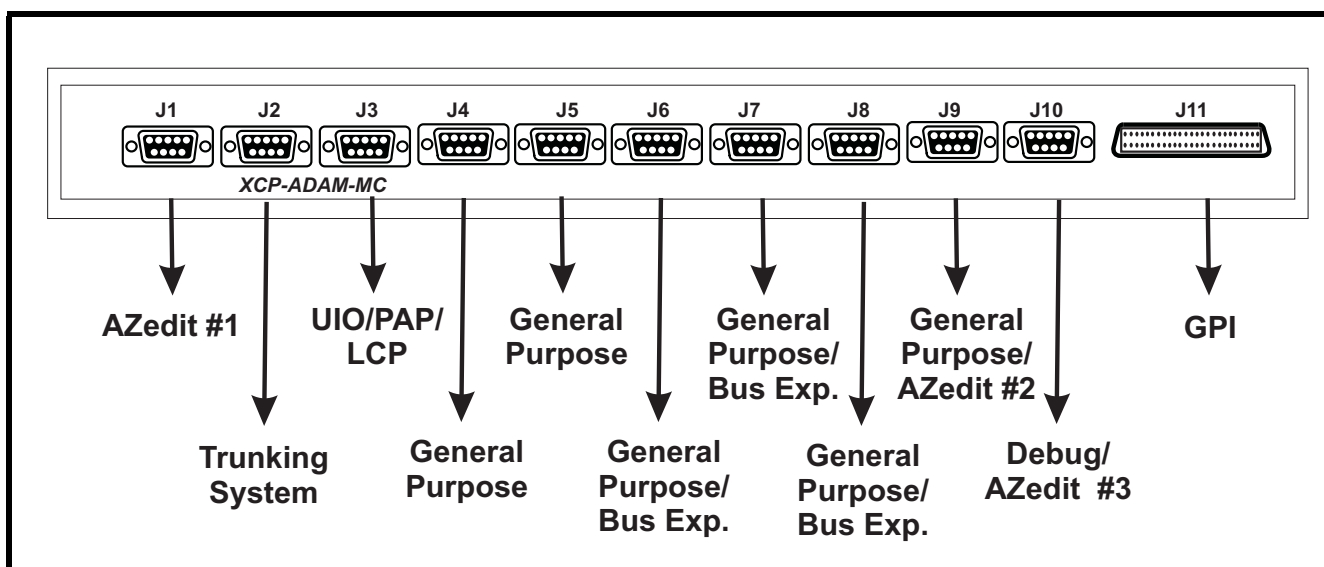 J1 J2 J3 J4 J5 J6 J7 J8 J9 J10 J11
XCP-ADAM-MC
AZedit #1
UIO/PAP/
LCP
General
Purpose
General
Purpose/
Bus Exp.
General
Purpose/
AZedit #2
GPI
Trunking
System
General
Purpose
General
Purpose/
Bus Exp.
General
Purpose/
Bus Exp.
Debug/
AZedit #3